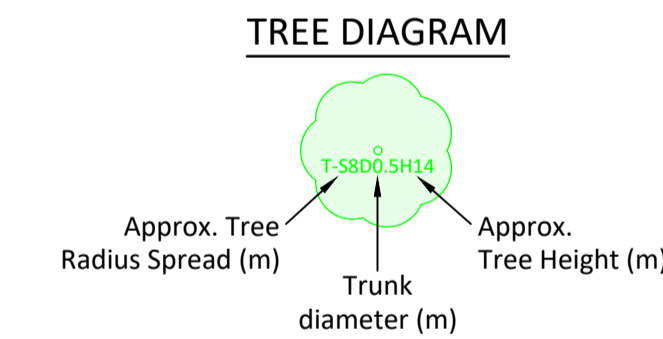 TREE DIAGRAM
T-S8D0.5H14
Approx. Tree
Radius Spread (m)
Approx.
Tree Height (m)
Trunk
diameter (m)